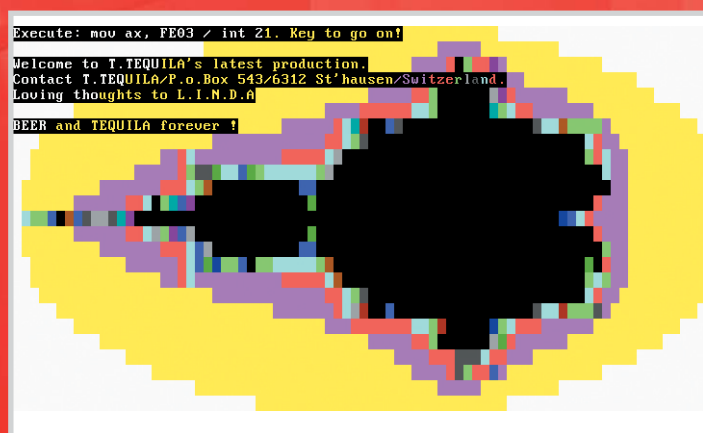 Execute: mov ax, FE03 / int 21. Key to go on!
Welcome to T.TEQUILA's latest production.
Contact T.TEQUILA/P.o.Box 543/6312 St'hausen/Switzerland.
Loving thoughts to L.I.N.D.A
BEER and TEQUILA forever !